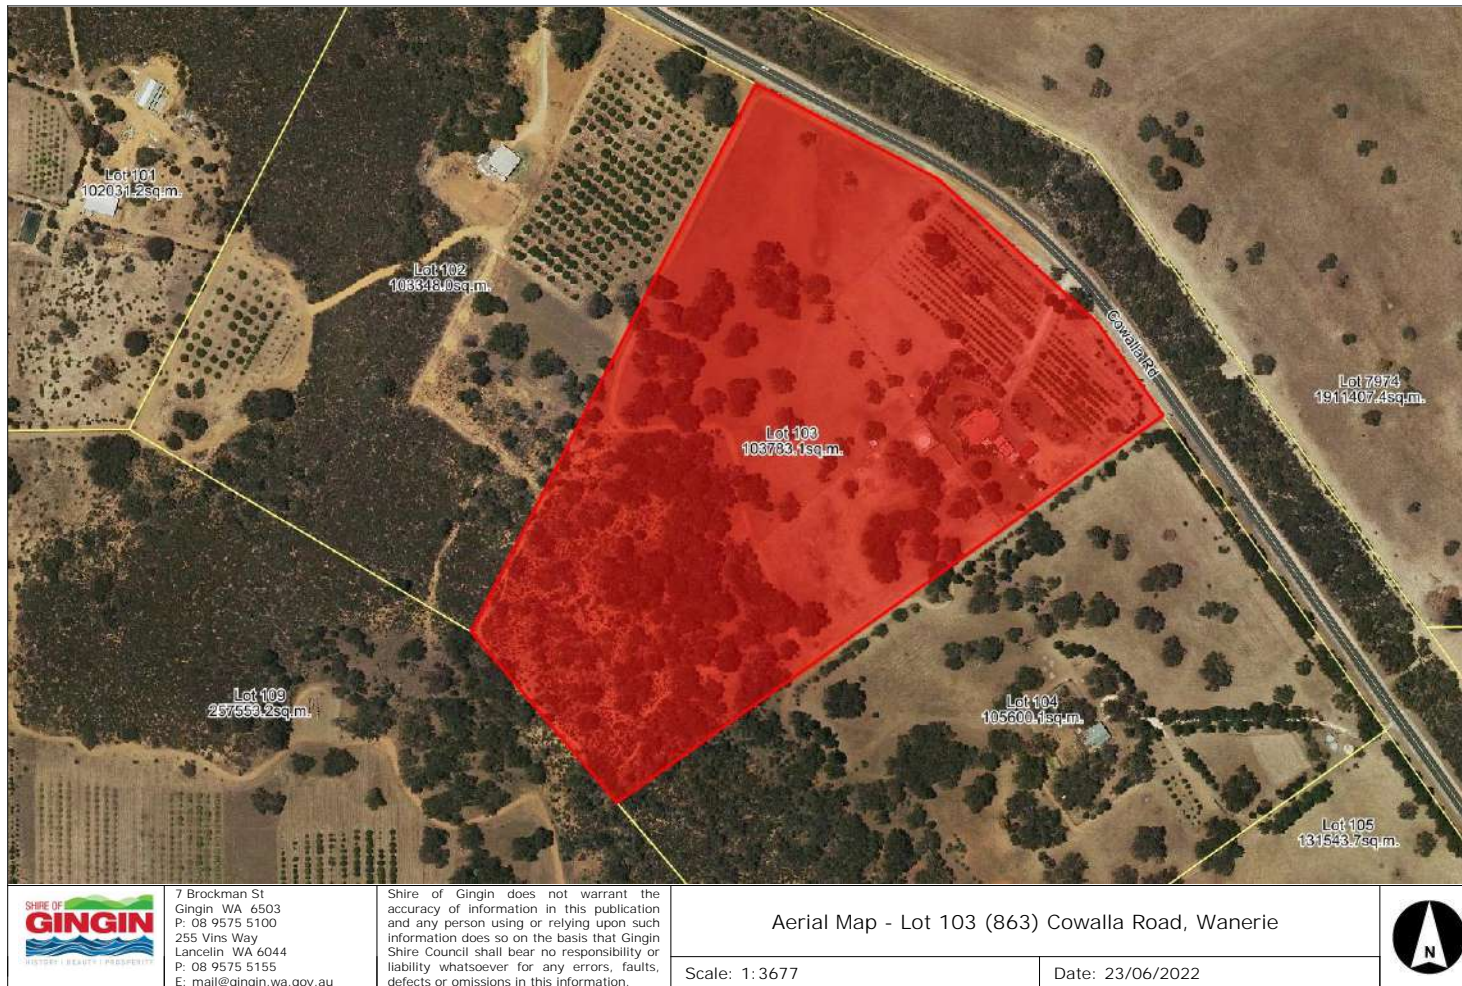 Lot 101
102031.2sq.m.
Lot 102
103348.0sq.m.
Cowalla Rd
Lot 7974
1911407.4sq.m.
Lot 103
103783.1sq.m.
Lot 109
257553.2sq.m.
Lot 104
105600.1sq.m.
Lot 105
131543.7sq.m.
SHIRE OF
GINGIN
HISTORY | BEAUTY | PROSPERITY
7 Brockman St
Gingin WA 6503
P: 08 9575 5100
255 Vins Way
Lancelin WA 6044
P: 08 9575 5155
E: mail@gingin.wa.gov.au
Shire of Gingin does not warrant the
accuracy of information in this publication
and any person using or relying upon such
information does so on the basis that Gingin
Shire Council shall bear no responsibility or
liability whatsoever for any errors, faults,
defects or omissions in this information.
Aerial Map - Lot 103 (863) Cowalla Road, Wanerie
Scale: 1:3677
Date: 23/06/2022
N